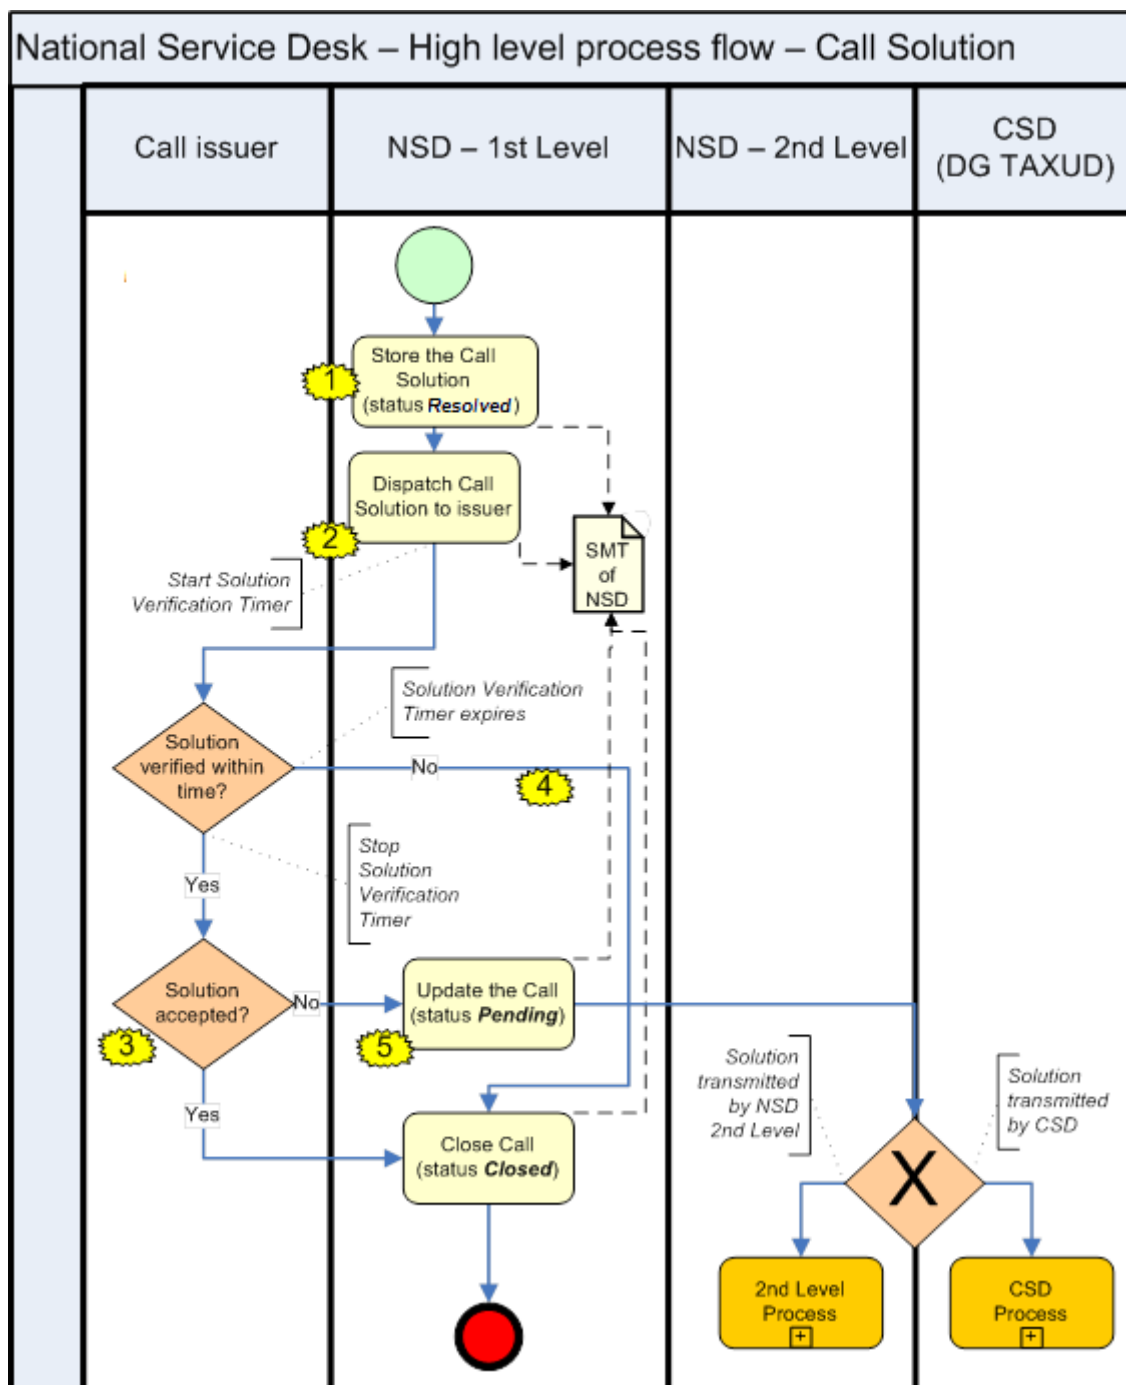 National Service Desk – High level process flow – Call Solution
Call issuer
NSD – 1st Level
NSD – 2nd Level
CSD
(DG TAXUD)
Store the Call
Solution
(status Resolved)
1
Dispatch Call
Solution to issuer
2
SMT
of
NSD
Start Solution
Verification Timer
Solution Verification
Timer expires
Solution
verified within
time?
No
4
Stop
Solution
Verification
Timer
Yes
Solution
accepted?
3
No
Update the Call
(status Pending)
5
Solution
transmitted
by NSD
2nd Level
Solution
transmitted
by CSD
Yes
Close Call
(status Closed)
X
2nd Level
Process
+
CSD
Process
+